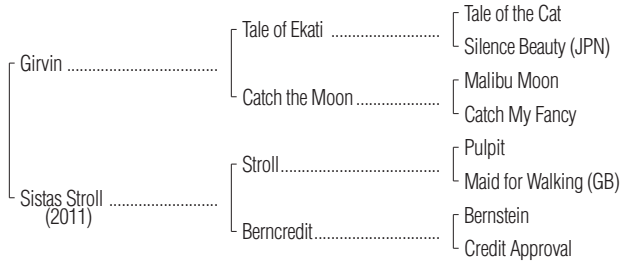 Tale of the Cat
Tale of Ekati
Silence Beauty (JPN)
Girvin
Malibu Moon
Catch the Moon
Catch My Fancy
Pulpit
Stroll
Maid for Walking (GB)
Sistas Stroll
(2011)
Bernstein
Berncredit
Credit Approval